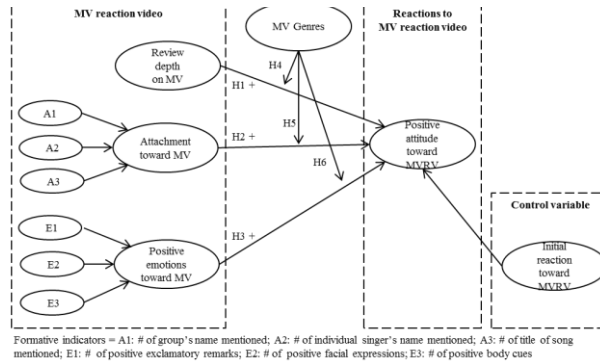 MV reaction video
MV Genres
Reactions to
MV reaction video
Review
depth
on MV
H4
H1 +
A1
A2
A3
Attachment
toward MV
H2 +
H5
Positive
attitude
toward
MVRV
H6
E1
E2
E3
Positive
emotions
toward MV
H3 +
Control variable
Initial
reaction
toward
MVRV
Formative indicators = A1: # of group's name mentioned; A2: # of individual singer's name mentioned; A3: # of title of song
mentioned; E1: # of positive exclamatory remarks; E2: # of positive facial expressions; E3: # of positive body cues